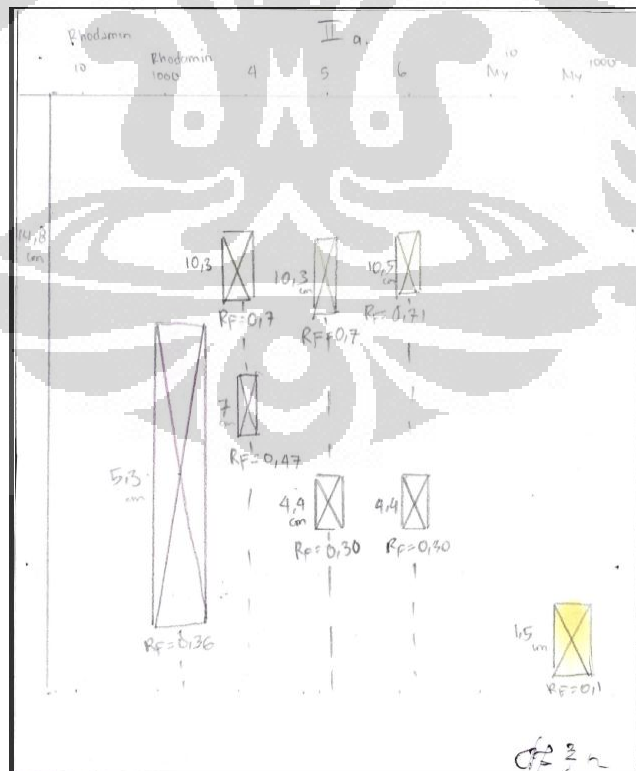 Rhodamin
10
Rhodamin
1000
II a.
4
5
6
My 10
My 1000
14,8
cm
10,3
RF=0,7
10,3
cm
RF=0,7
10,5
cm
RF=0,71
7
RF=0,47
5,3
cm
RF=0,36
4,4
cm
RF=0,30
4,4
RF=0,30
1,5
cm
RF=0,1